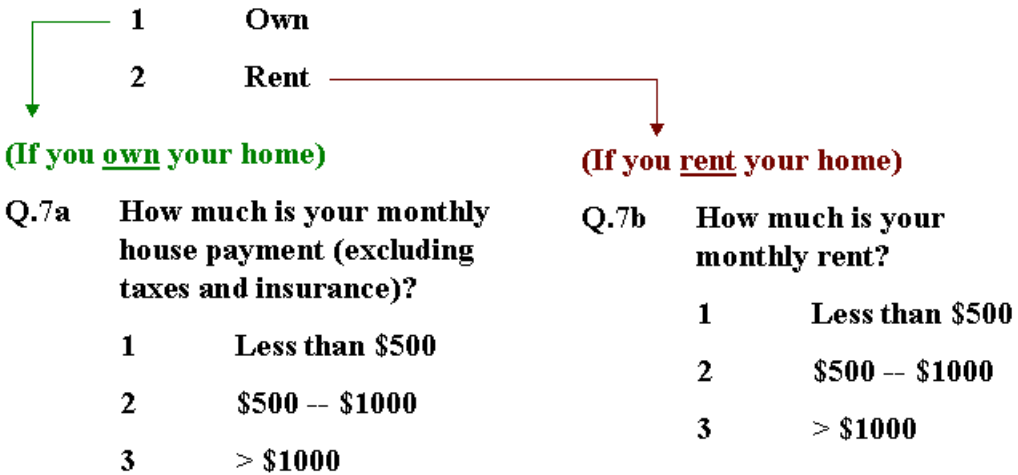 1 Own
2 Rent
(If you own your home)
Q.7a How much is your monthly
house payment (excluding
taxes and insurance)?
1 Less than $500
2 $500 -- $1000
3 > $1000
(If you rent your home)
Q.7b How much is your
monthly rent?
1 Less than $500
2 $500 -- $1000
3 > $1000